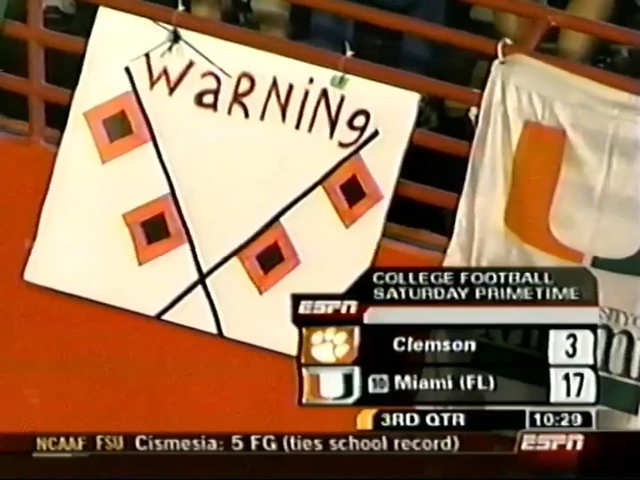 WaRNiNg
U
COLLEGE FOOTBALL
SATURDAY PRIMETIME
ESPN
Clemson 3
U 10 Miami (FL) 17
3RD QTR 10:29
NCAAF FSU Cismesia: 5 FG (ties school record) ESPN